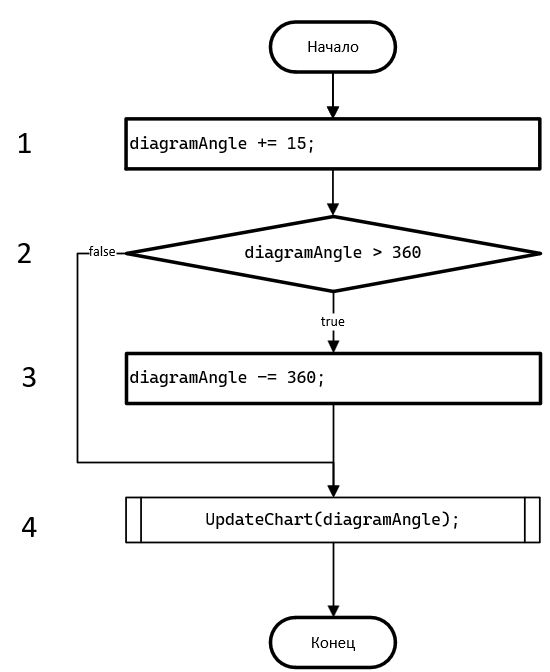 Начало
1
diagramAngle += 15;
2
false
diagramAngle > 360
true
3
diagramAngle −= 360;
4
UpdateChart(diagramAngle);
Конец